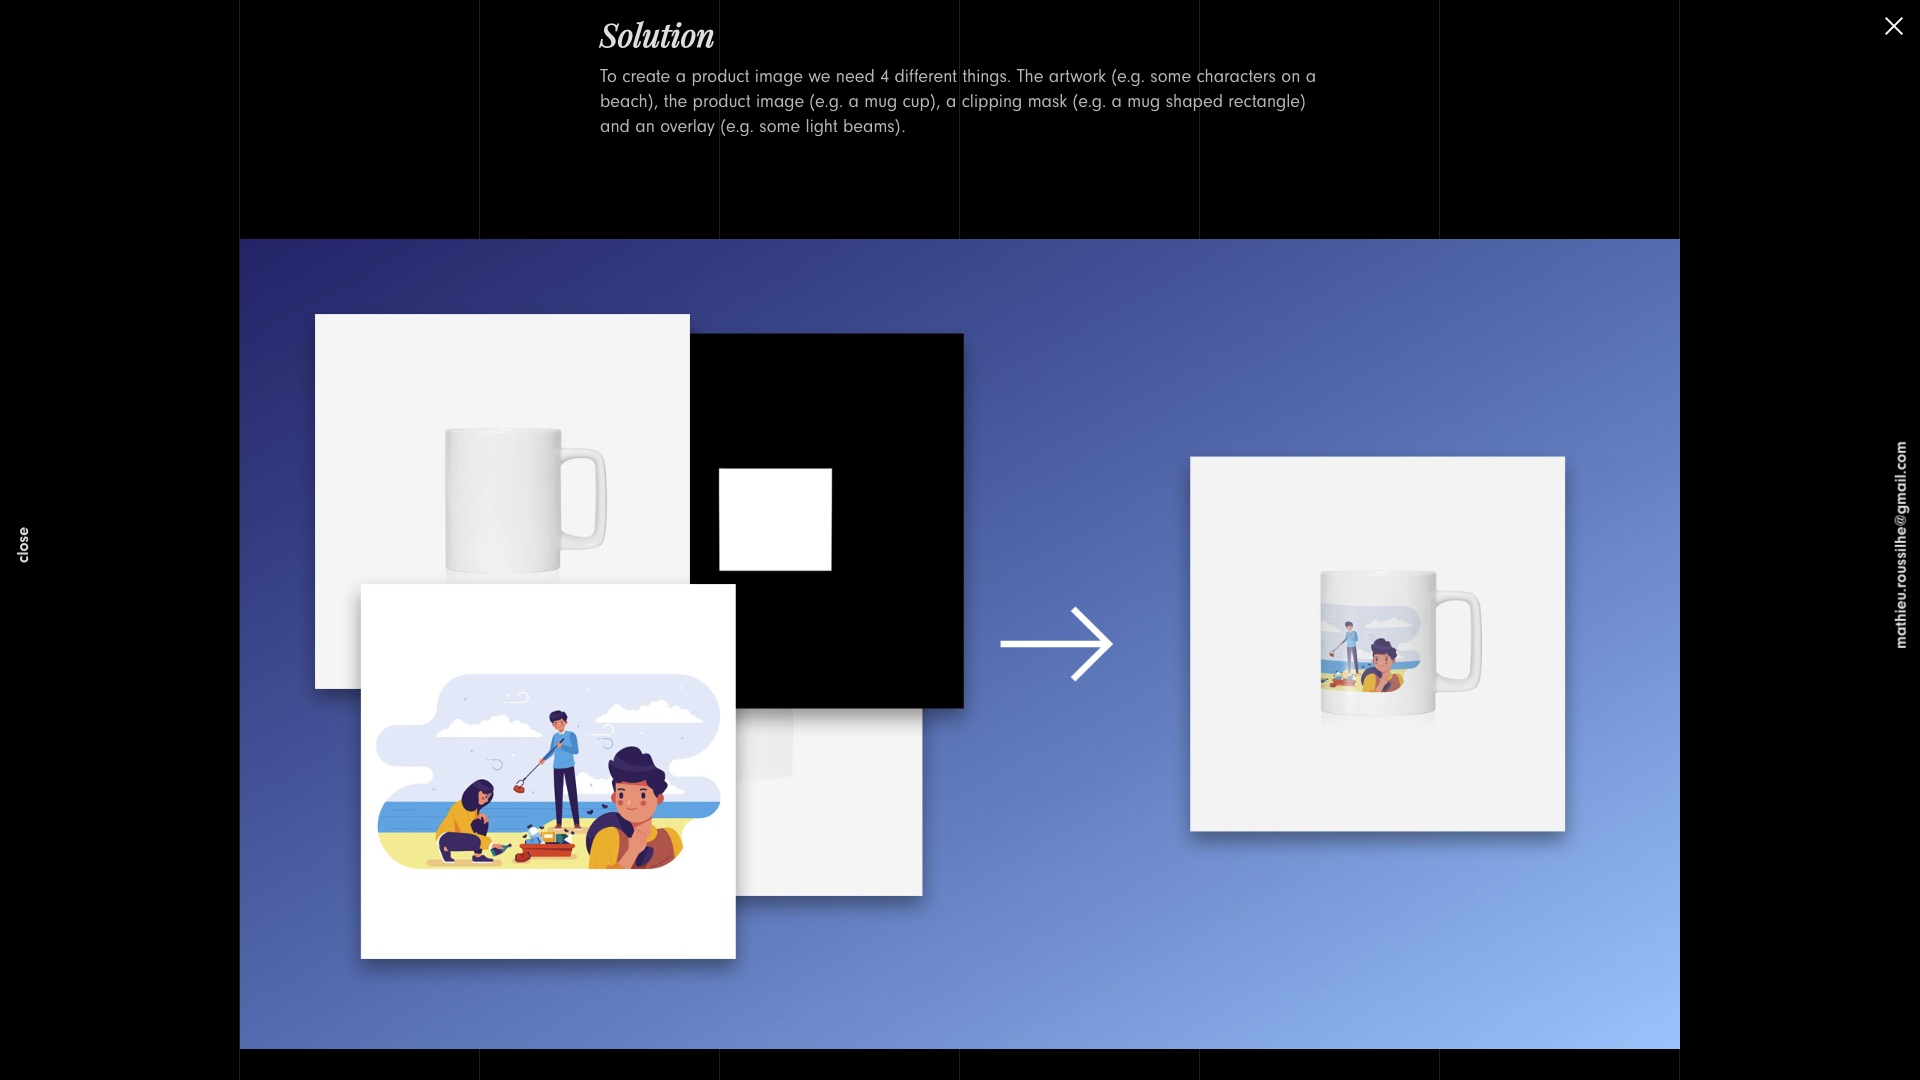 Solution
To create a product image we need 4 different things. The artwork (e.g. some characters on a
beach), the product image (e.g. a mug cup), a clipping mask (e.g. a mug shaped rectangle)
and an overlay (e.g. some light beams).
close
mathieu.roussilhe@gmail.com